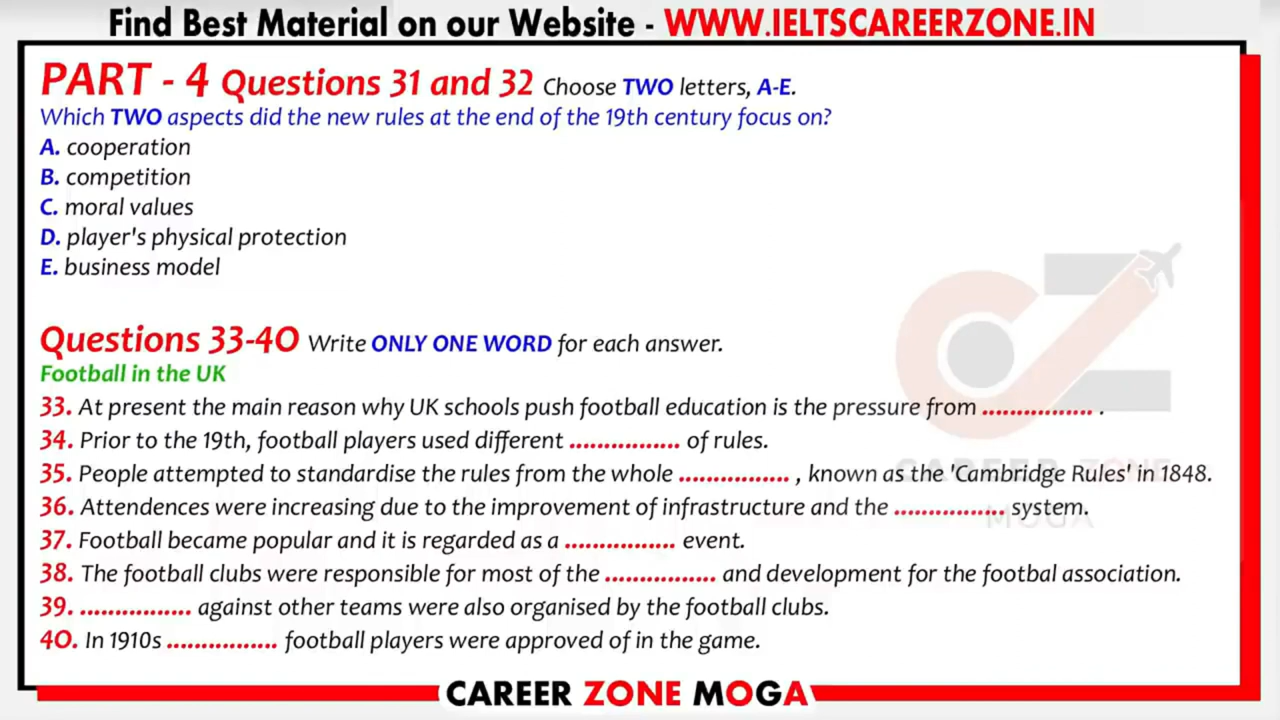 Find Best Material on our Website - WWW.IELTSCAREERZONE.IN
PART - 4 Questions 31 and 32 Choose TWO letters, A-E.
Which TWO aspects did the new rules at the end of the 19th century focus on?
A. cooperation
B. competition
C. moral values
D. player's physical protection
E. business model
Questions 33-40 Write ONLY ONE WORD for each answer.
Football in the UK
33. At present the main reason why UK schools push football education is the pressure from ................ .
34. Prior to the 19th, football players used different ................ of rules.
35. People attempted to standardise the rules from the whole ................ , known as the 'Cambridge Rules' in 1848.
36. Attendences were increasing due to the improvement of infrastructure and the ................ system.
37. Football became popular and it is regarded as a ................ event.
38. The football clubs were responsible for most of the ................ and development for the footbal association.
39. ................ against other teams were also organised by the football clubs.
40. In 1910s ................ football players were approved of in the game.
CAREER ZONE
MOGA
CAREER ZONE MOGA